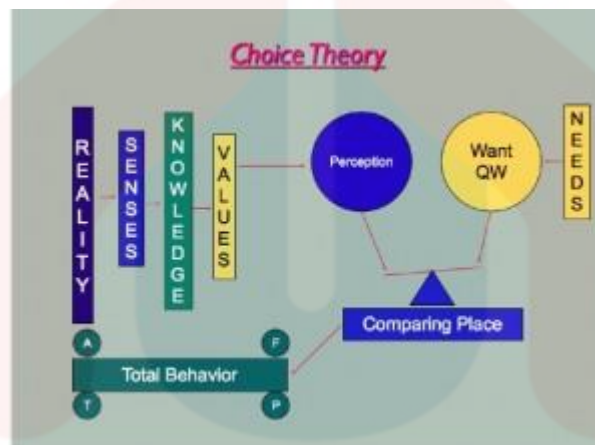 Choice Theory
REALITY
SENSES
KNOWLEDGE
VALUES
Perception
Want
QW
NEEDS
Comparing Place
A
F
Total Behavior
T
P